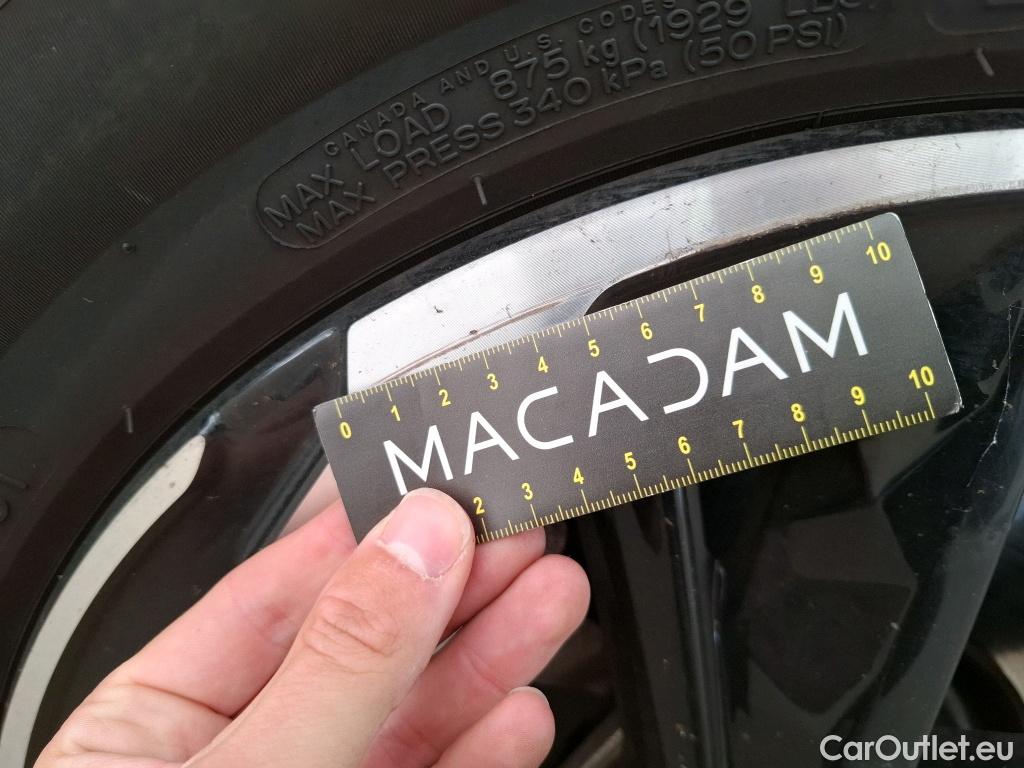 CANADA AND U.S. CODES
MAX LOAD 875 kg (1929 LBS)
MAX PRESS 340 kPa (50 PSI)
0 1 2 3 4 5 6 7 8 9 10
MACADAM
2 3 4 5 6 7 8 9 10
CarOutlet.eu